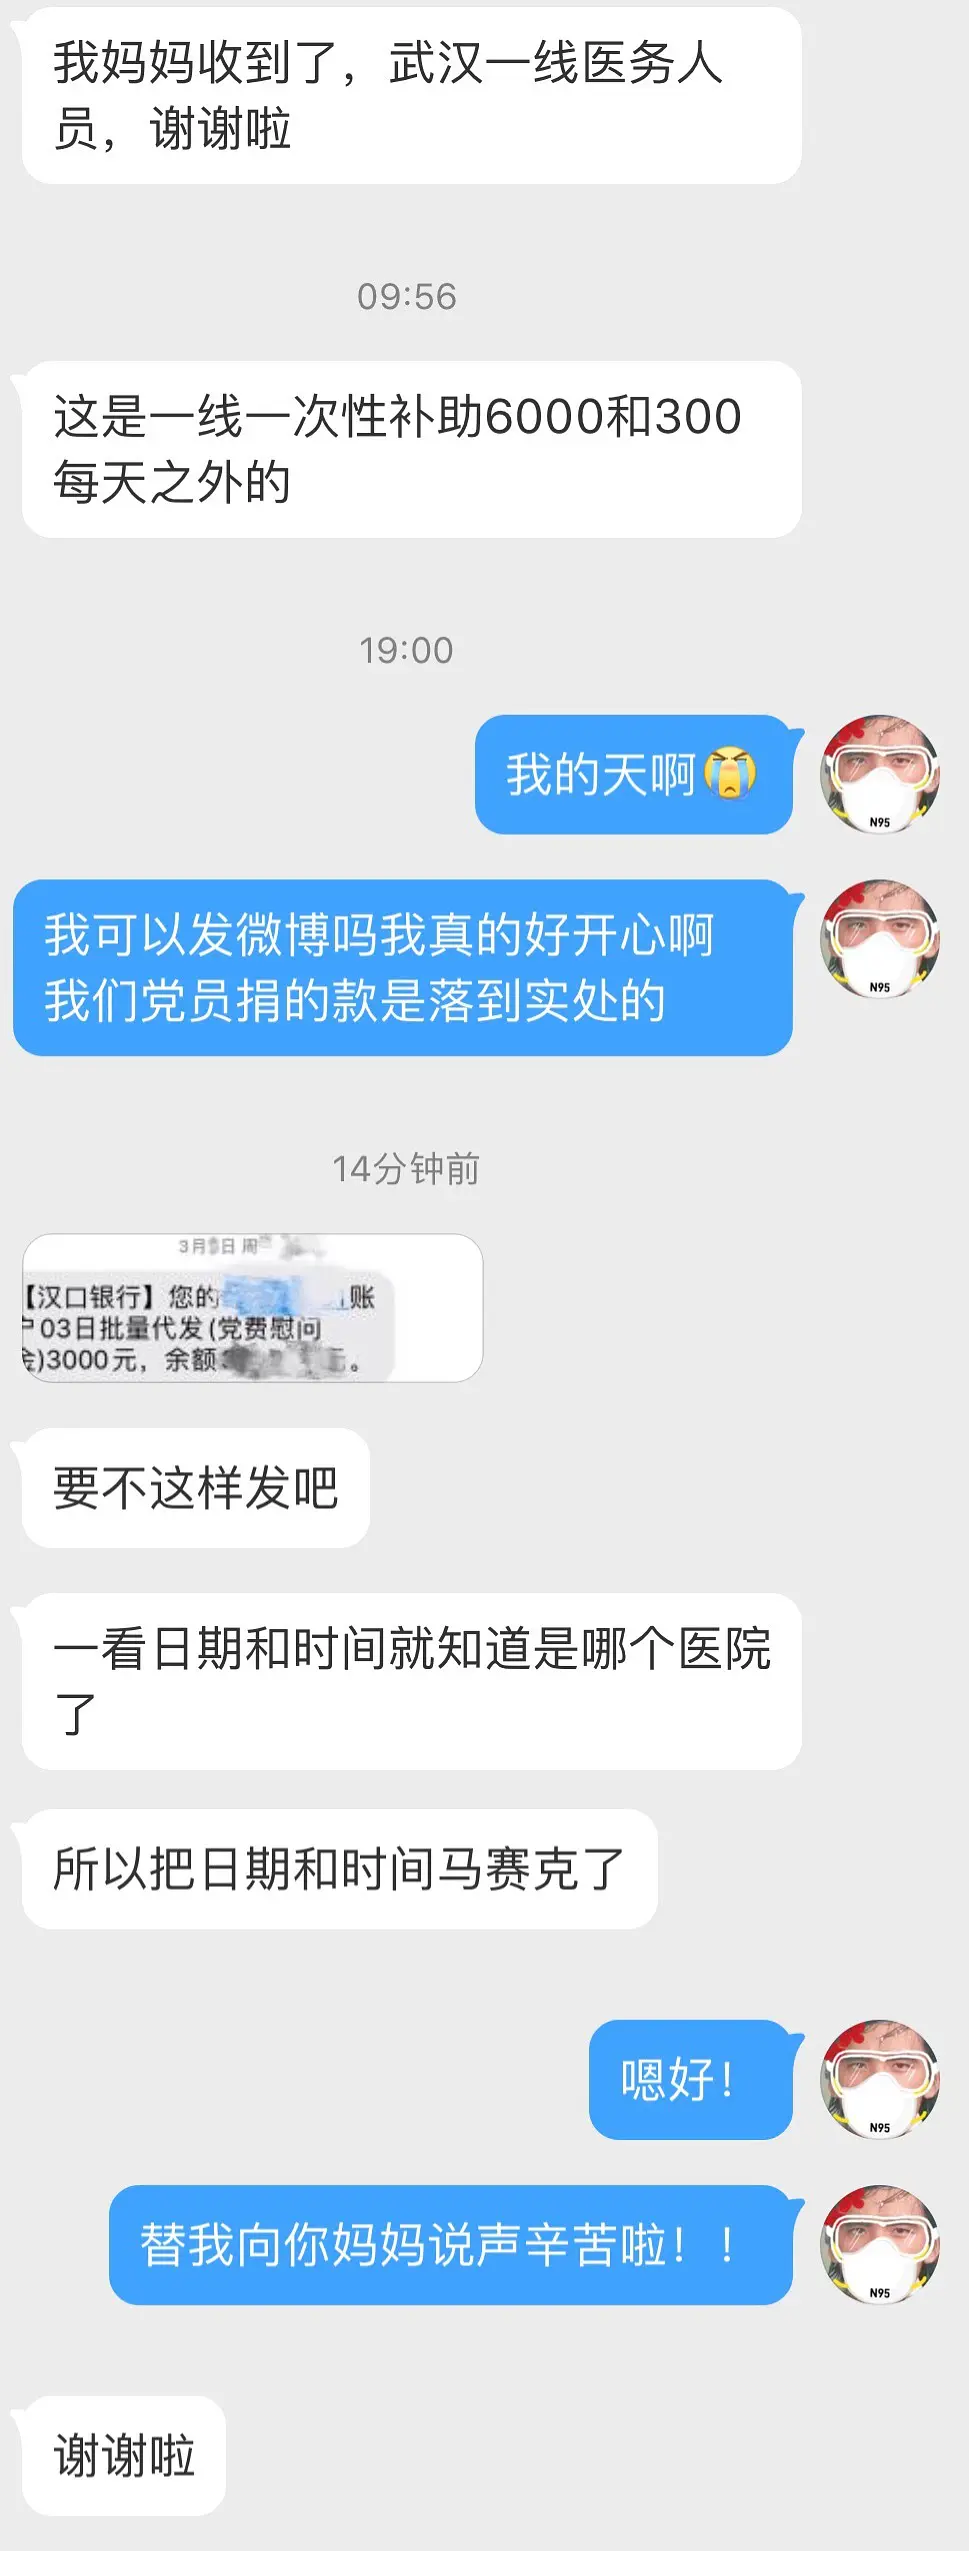 我妈妈收到了，武汉一线医务人
员，谢谢啦
09:56
这是一线一次性补助6000和300
每天之外的
19:00
我的天啊😭
N95
我可以发微博吗我真的好开心啊
我们党员捐的款是落到实处的
N95
14分钟前
3月 日 周
【汉口银行】您的 账
户03日批量代发(党费慰问
金)3000元，余额 元。
要不这样发吧
一看日期和时间就知道是哪个医院
了
所以把日期和时间马赛克了
嗯好！
N95
替我向你妈妈说声辛苦啦！！
N95
谢谢啦